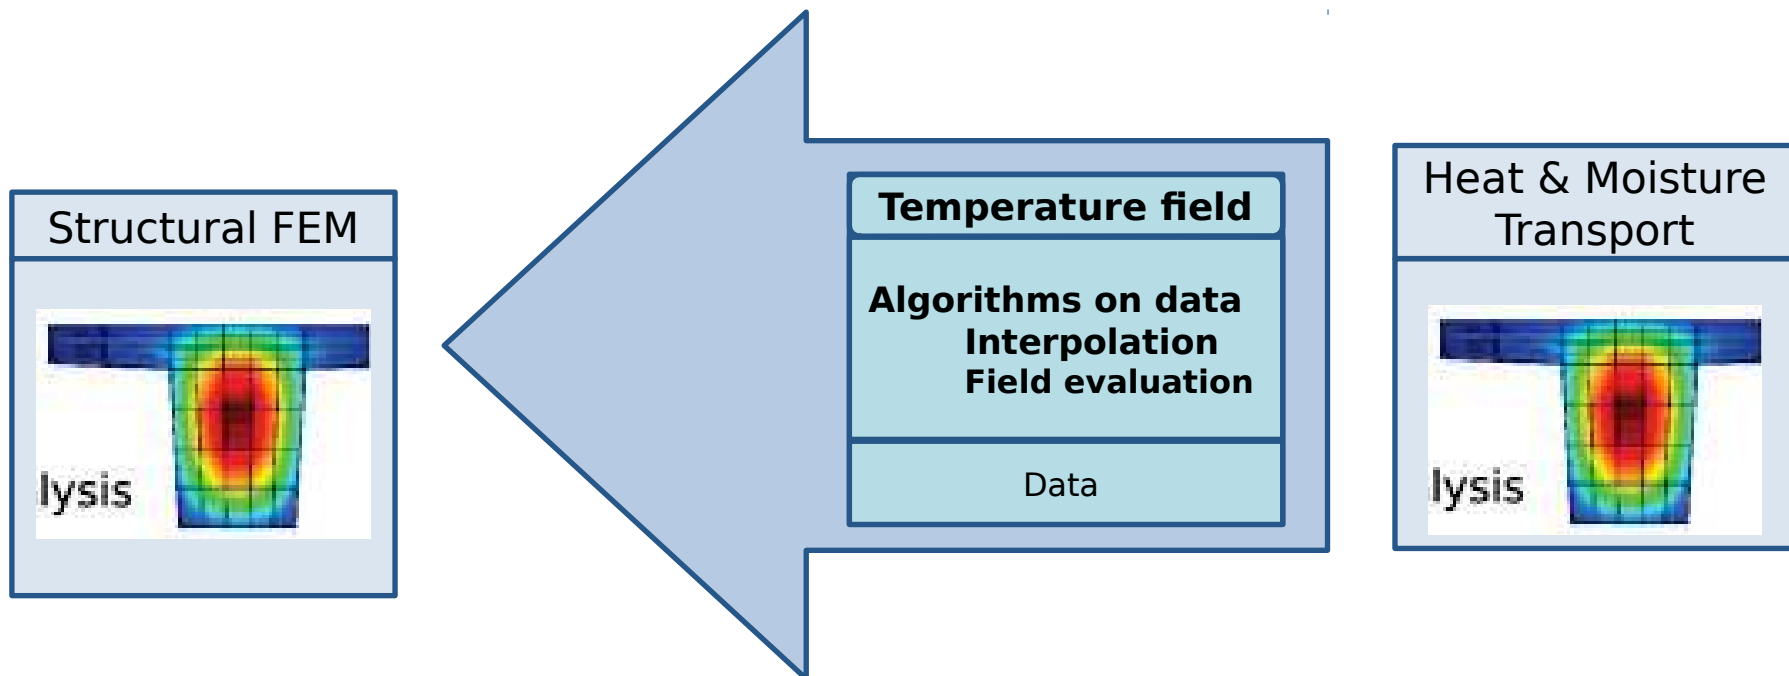 Structural FEM
lysis
Temperature field
Algorithms on data
Interpolation
Field evaluation
Data
Heat & Moisture
Transport
lysis